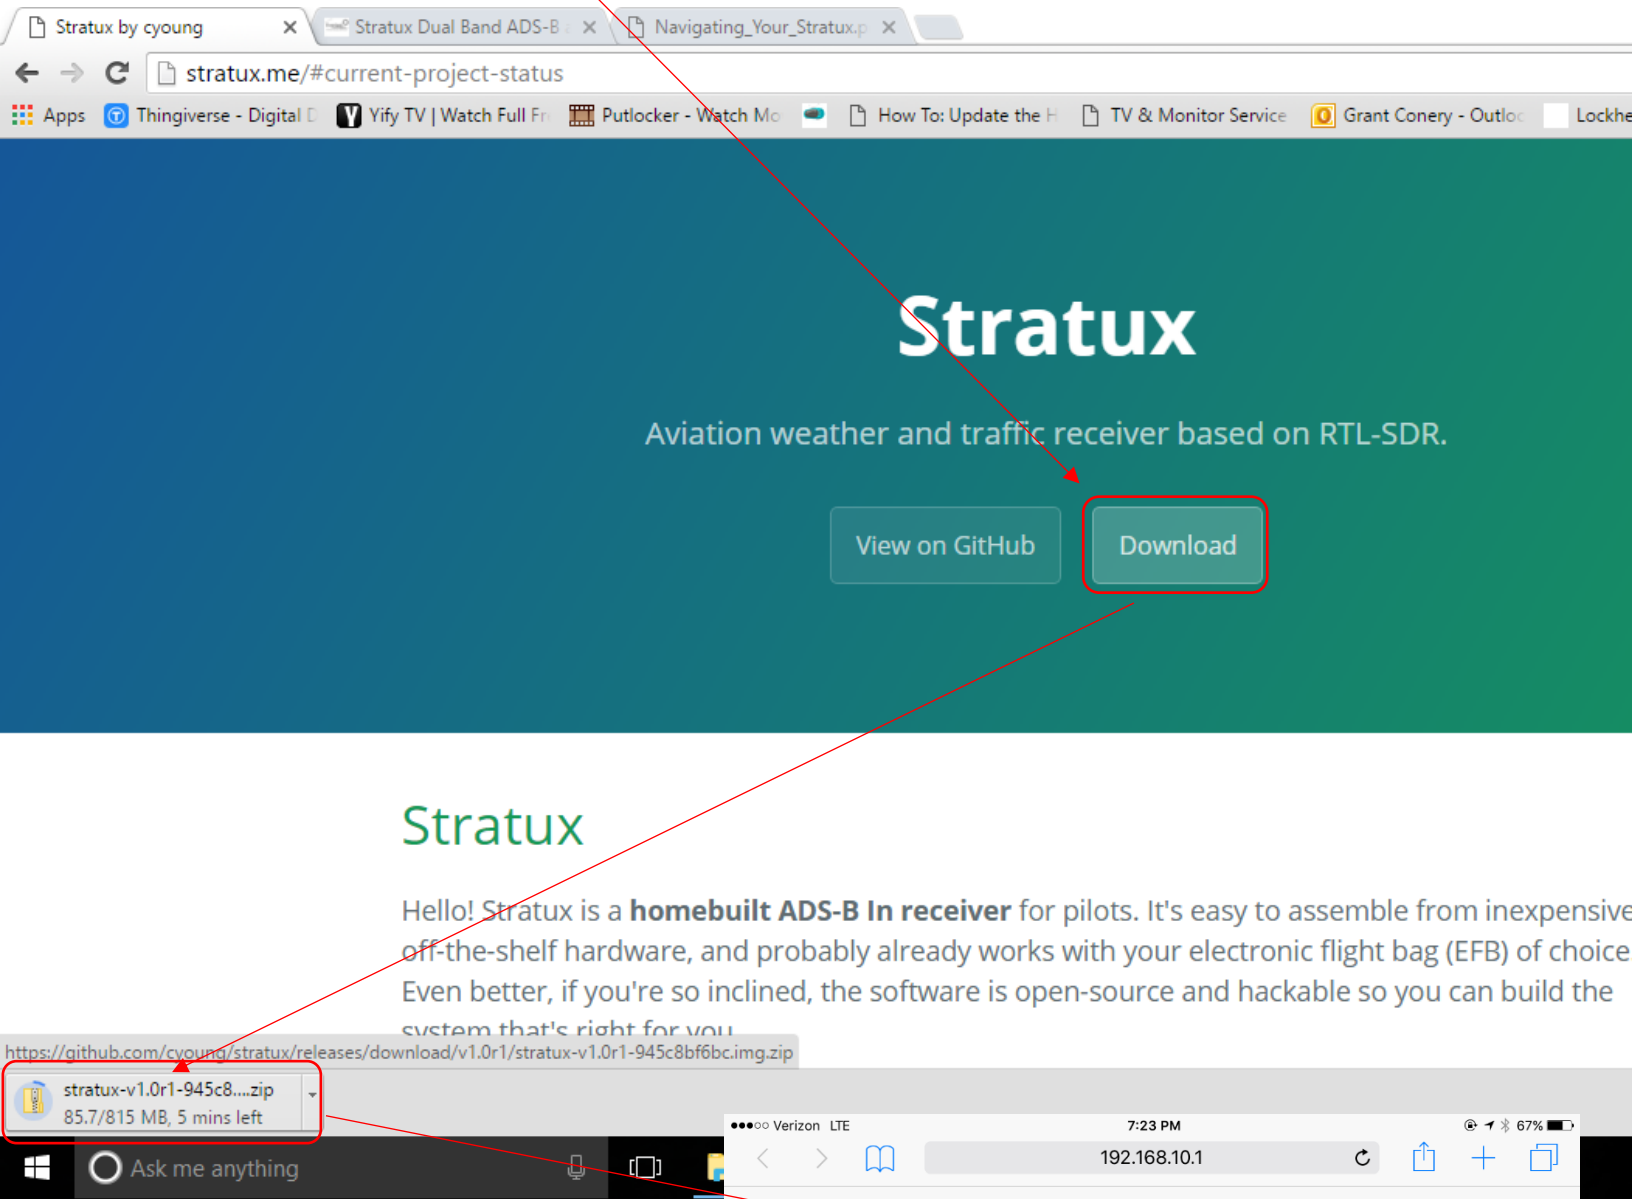 Stratux by cyoung
Stratux Dual Band ADS-B
Navigating_Your_Stratux.p
stratux.me/#current-project-status
Apps
Thingiverse - Digital D
Yify TV | Watch Full Fr
Putlocker - Watch Mo
How To: Update the H
TV & Monitor Service
Grant Conery - Outloc
Lockhe
Stratux
Aviation weather and traffic receiver based on RTL-SDR.
View on GitHub
Download
Stratux
Hello! Stratux is a homebuilt ADS-B In receiver for pilots. It's easy to assemble from inexpensive
off-the-shelf hardware, and probably already works with your electronic flight bag (EFB) of choice
Even better, if you're so inclined, the software is open-source and hackable so you can build the
system that's right for you
https://github.com/cyoung/stratux/releases/download/v1.0r1/stratux-v1.0r1-945c8bf6bc.img.zip
stratux-v1.0r1-945c8....zip
85.7/815 MB, 5 mins left
Verizon LTE
7:23 PM
67%
192.168.10.1
Ask me anything